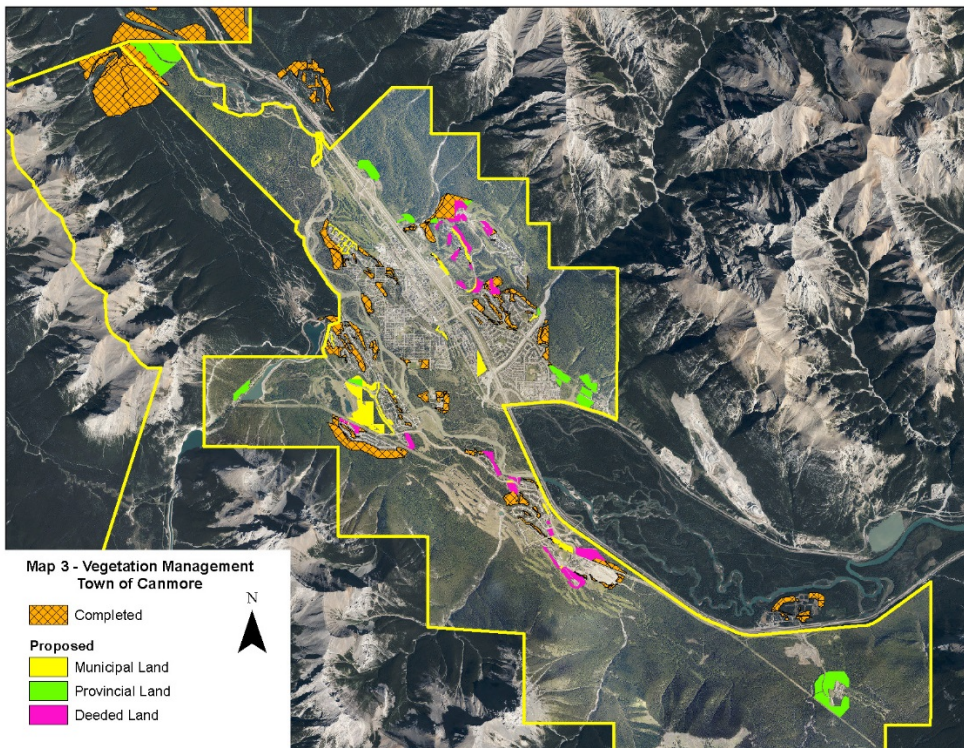 Map 3 - Vegetation Management
Town of Canmore
Completed
Proposed
Municipal Land
Provincial Land
Deeded Land
N